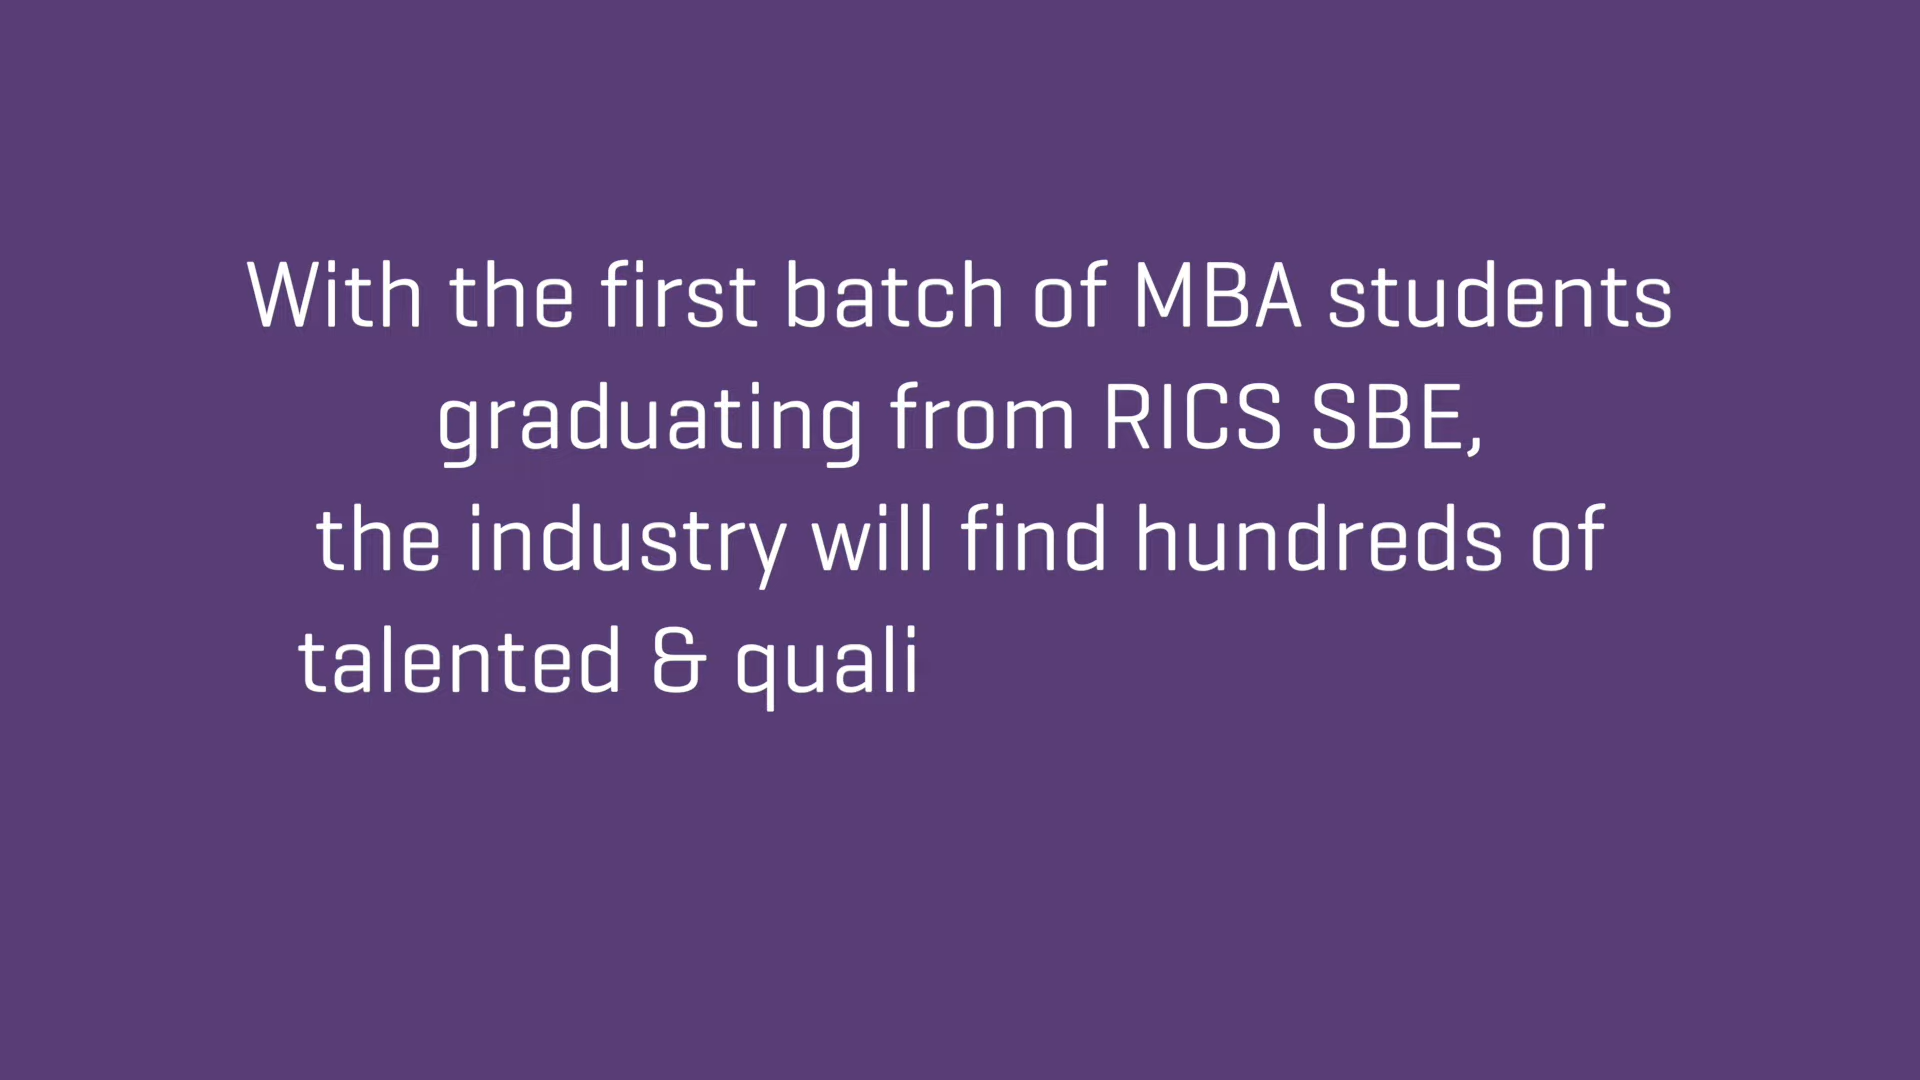 With the first batch of MBA students
graduating from RICS SBE,
the industry will find hundreds of
talented & quali